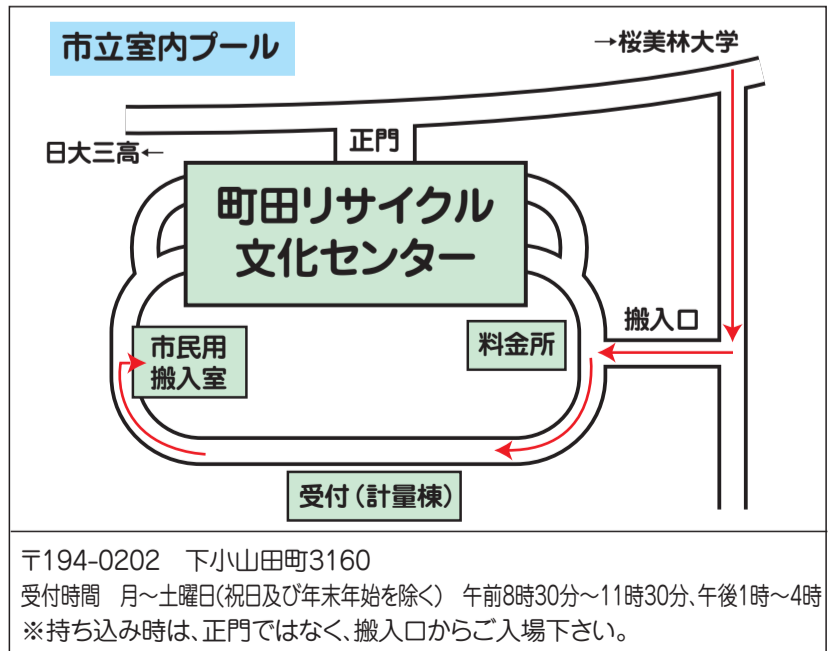 市立室内プール
→桜美林大学
日大三高←
正門
町田リサイクル
文化センター
搬入口
市民用
搬入室
料金所
受付(計量棟)
〒194-0202　下小山田町3160
受付時間　月〜土曜日(祝日及び年末年始を除く)　午前8時30分〜11時30分、午後1時〜4時
※持ち込み時は、正門ではなく、搬入口からご入場下さい。